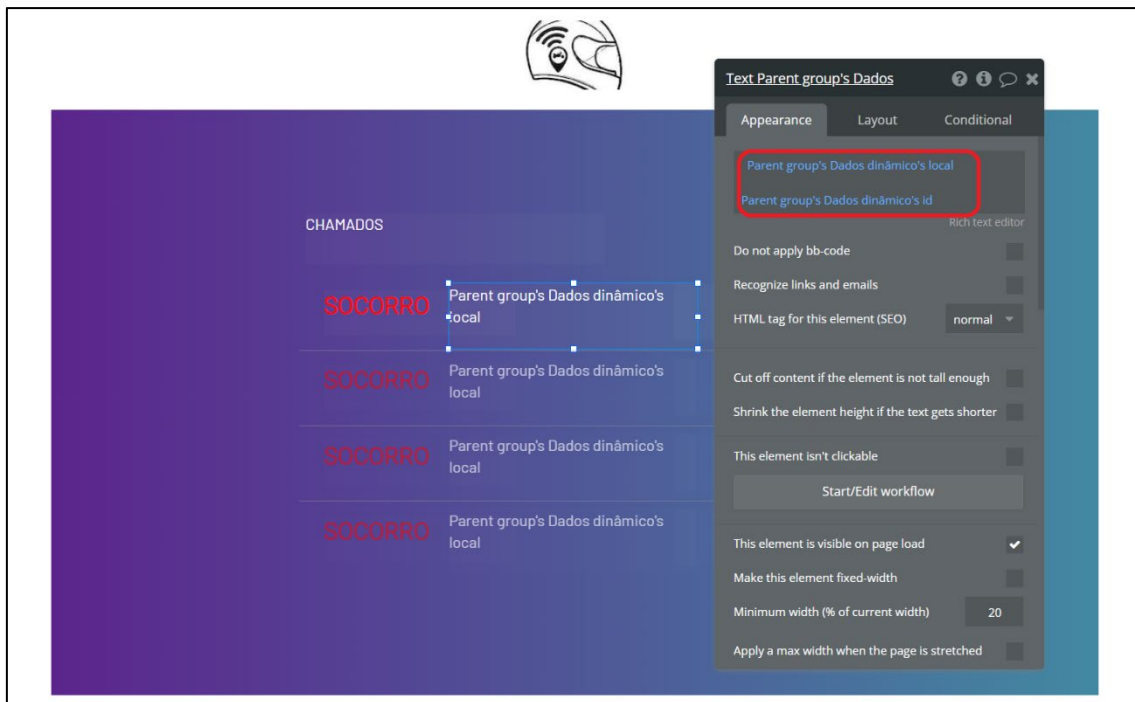 Text Parent group's Dados
Appearance Layout Conditional
Parent group's Dados dinâmico's local
Parent group's Dados dinâmico's id
Rich text editor
CHAMADOS
Do not apply bb-code
Recognize links and emails
SOCORRO
Parent group's Dados dinâmico's
local
HTML tag for this element (SEO) normal
SOCORRO
Parent group's Dados dinâmico's
local
Cut off content if the element is not tall enough
Shrink the element height if the text gets shorter
SOCORRO
Parent group's Dados dinâmico's
local
This element isn't clickable
Start/Edit workflow
SOCORRO
Parent group's Dados dinâmico's
local
This element is visible on page load
Make this element fixed-width
Minimum width (% of current width) 20
Apply a max width when the page is stretched